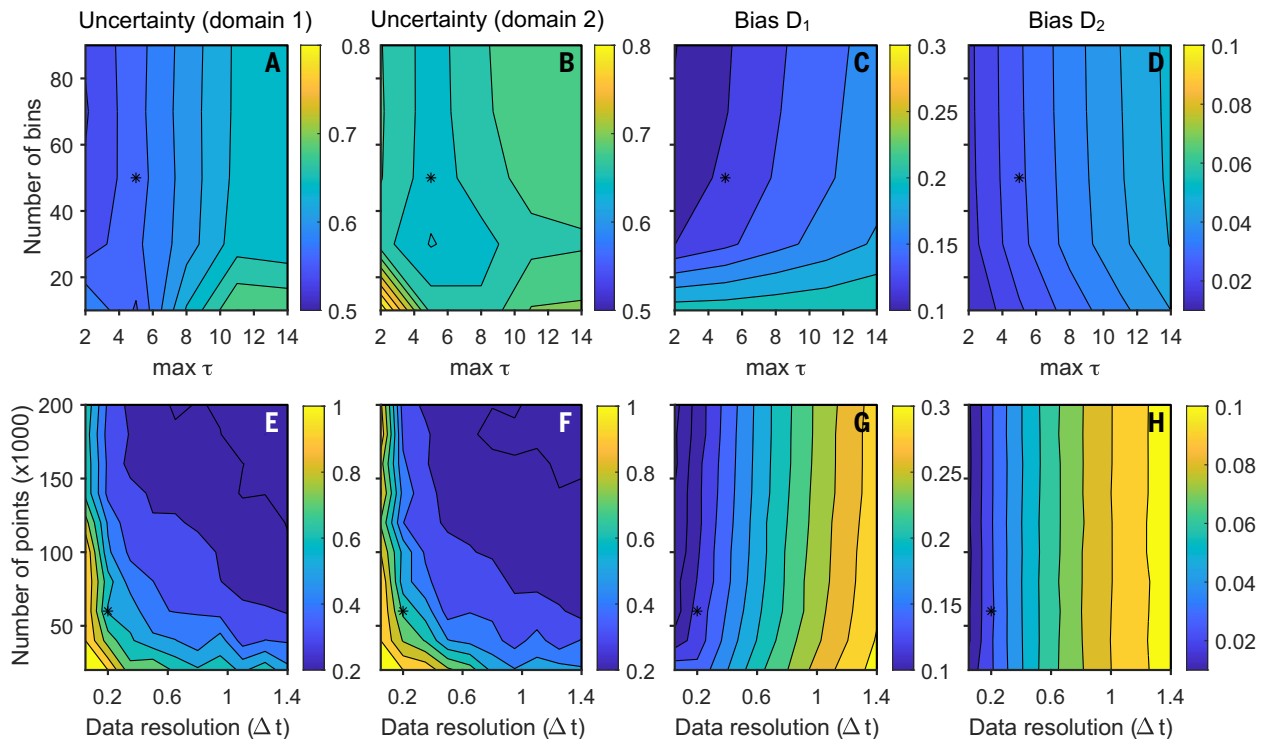 Uncertainty (domain 1) Uncertainty (domain 2) Bias D₁ Bias D₂
A B C D
Number of bins
80
60
40
20
2 4 6 8 10 12 14
max τ
0.8
0.7
0.6
0.5
2 4 6 8 10 12 14
max τ
0.8
0.7
0.6
0.5
2 4 6 8 10 12 14
max τ
0.3
0.25
0.2
0.15
0.1
2 4 6 8 10 12 14
max τ
0.1
0.08
0.06
0.04
0.02
E F G H
Number of points (x1000)
200
150
100
50
0.2 0.6 1 1.4
Data resolution (Δ t)
1
0.8
0.6
0.4
0.2
0.2 0.6 1 1.4
Data resolution (Δ t)
1
0.8
0.6
0.4
0.2
0.2 0.6 1 1.4
Data resolution (Δ t)
0.3
0.25
0.2
0.15
0.1
0.2 0.6 1 1.4
Data resolution (Δ t)
0.1
0.08
0.06
0.04
0.02